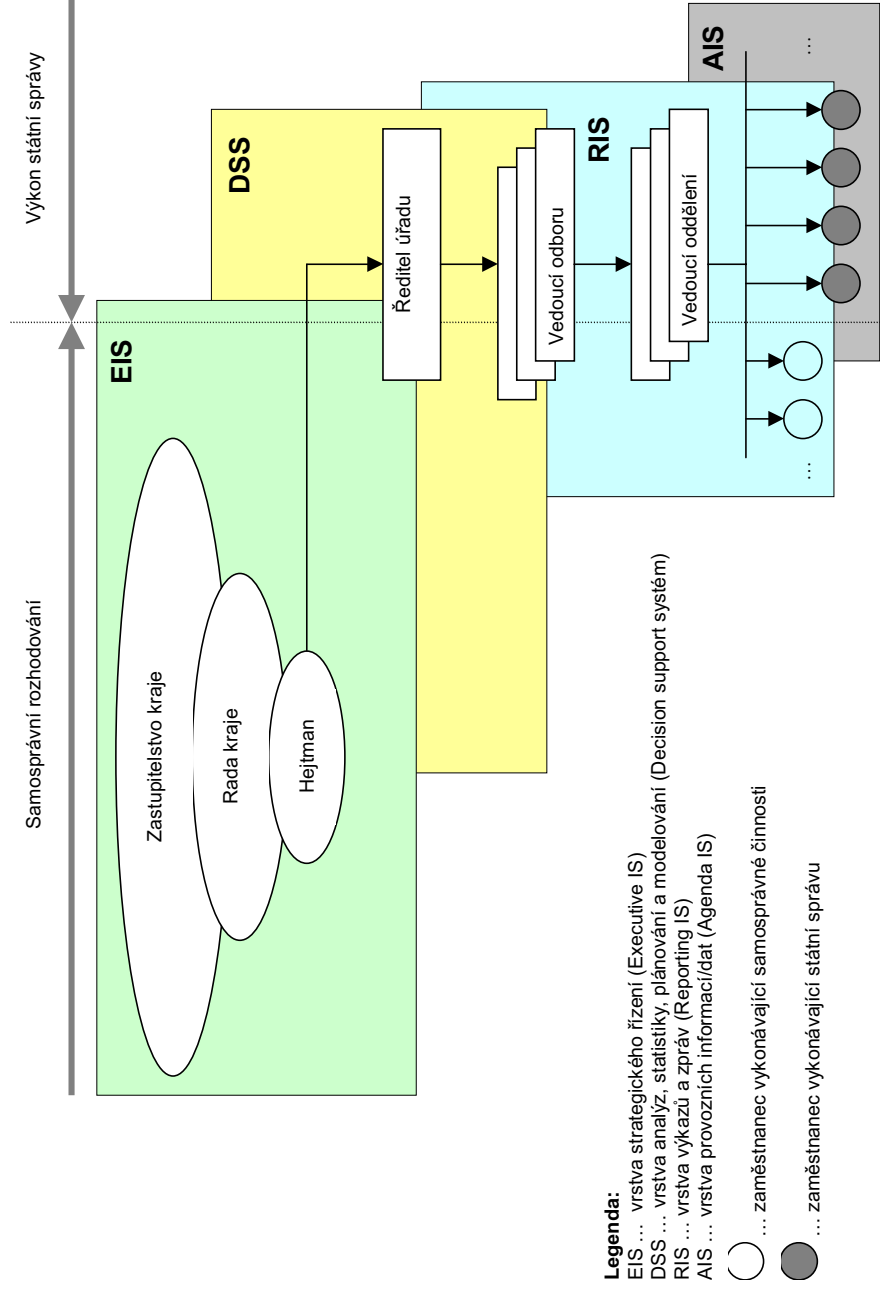 Samosprávní rozhodování
Výkon státní správy
EIS
Zastupitelstvo kraje
Rada kraje
Hejtman
DSS
Ředitel úřadu
Vedoucí odboru
RIS
Vedoucí oddělení
AIS
…
…
Legenda:
EIS … vrstva strategického řízení (Executive IS)
DSS … vrstva analýz, statistiky, plánování a modelování (Decision support systém)
RIS … vrstva výkazů a zpráv (Reporting IS)
AIS … vrstva provozních informací/dat (Agenda IS)
… zaměstnanec vykonávající samosprávné činnosti
… zaměstnanec vykonávající státní správu